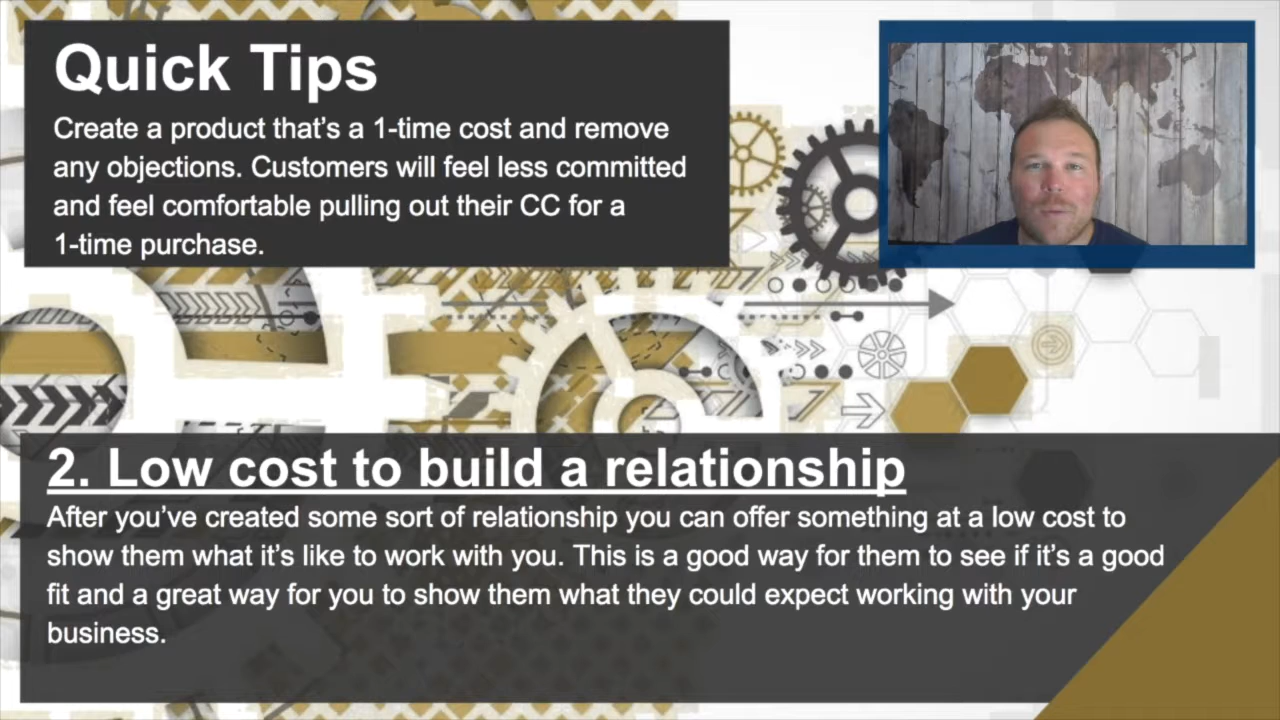 Quick Tips
Create a product that’s a 1-time cost and remove
any objections. Customers will feel less committed
and feel comfortable pulling out their CC for a
1-time purchase.
2. Low cost to build a relationship
After you’ve created some sort of relationship you can offer something at a low cost to
show them what it’s like to work with you. This is a good way for them to see if it’s a good
fit and a great way for you to show them what they could expect working with your
business.